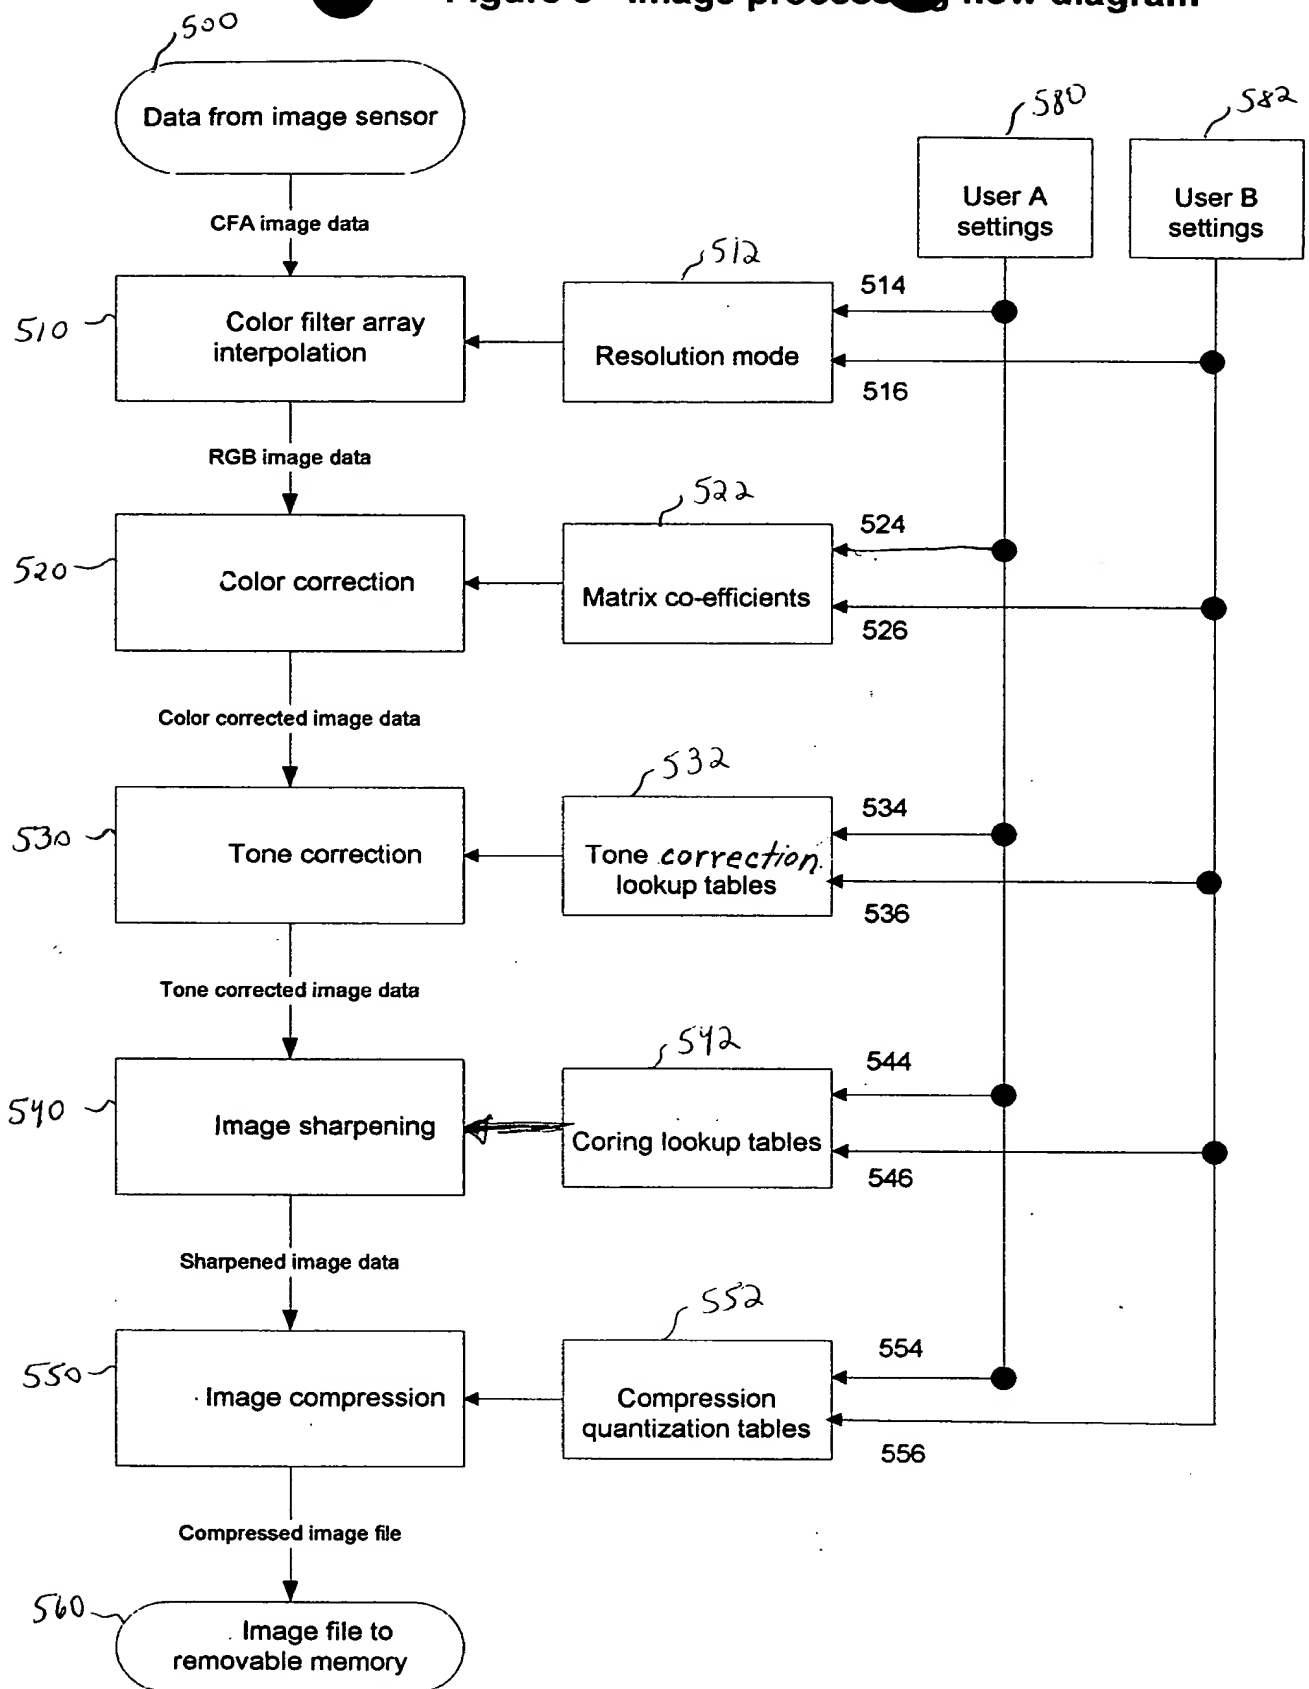 Figure 5 - Image processing flow diagram
500
Data from image sensor
580
582
User A
settings
User B
settings
CFA image data
512
514
510
Color filter array
interpolation
Resolution mode
516
RGB image data
522
524
520
Color correction
Matrix co-efficients
526
Color corrected image data
532
534
530
Tone correction
Tone correction
lookup tables
536
Tone corrected image data
542
544
540
Image sharpening
Coring lookup tables
546
Sharpened image data
552
554
550
Image compression
Compression
quantization tables
556
Compressed image file
560
Image file to
removable memory